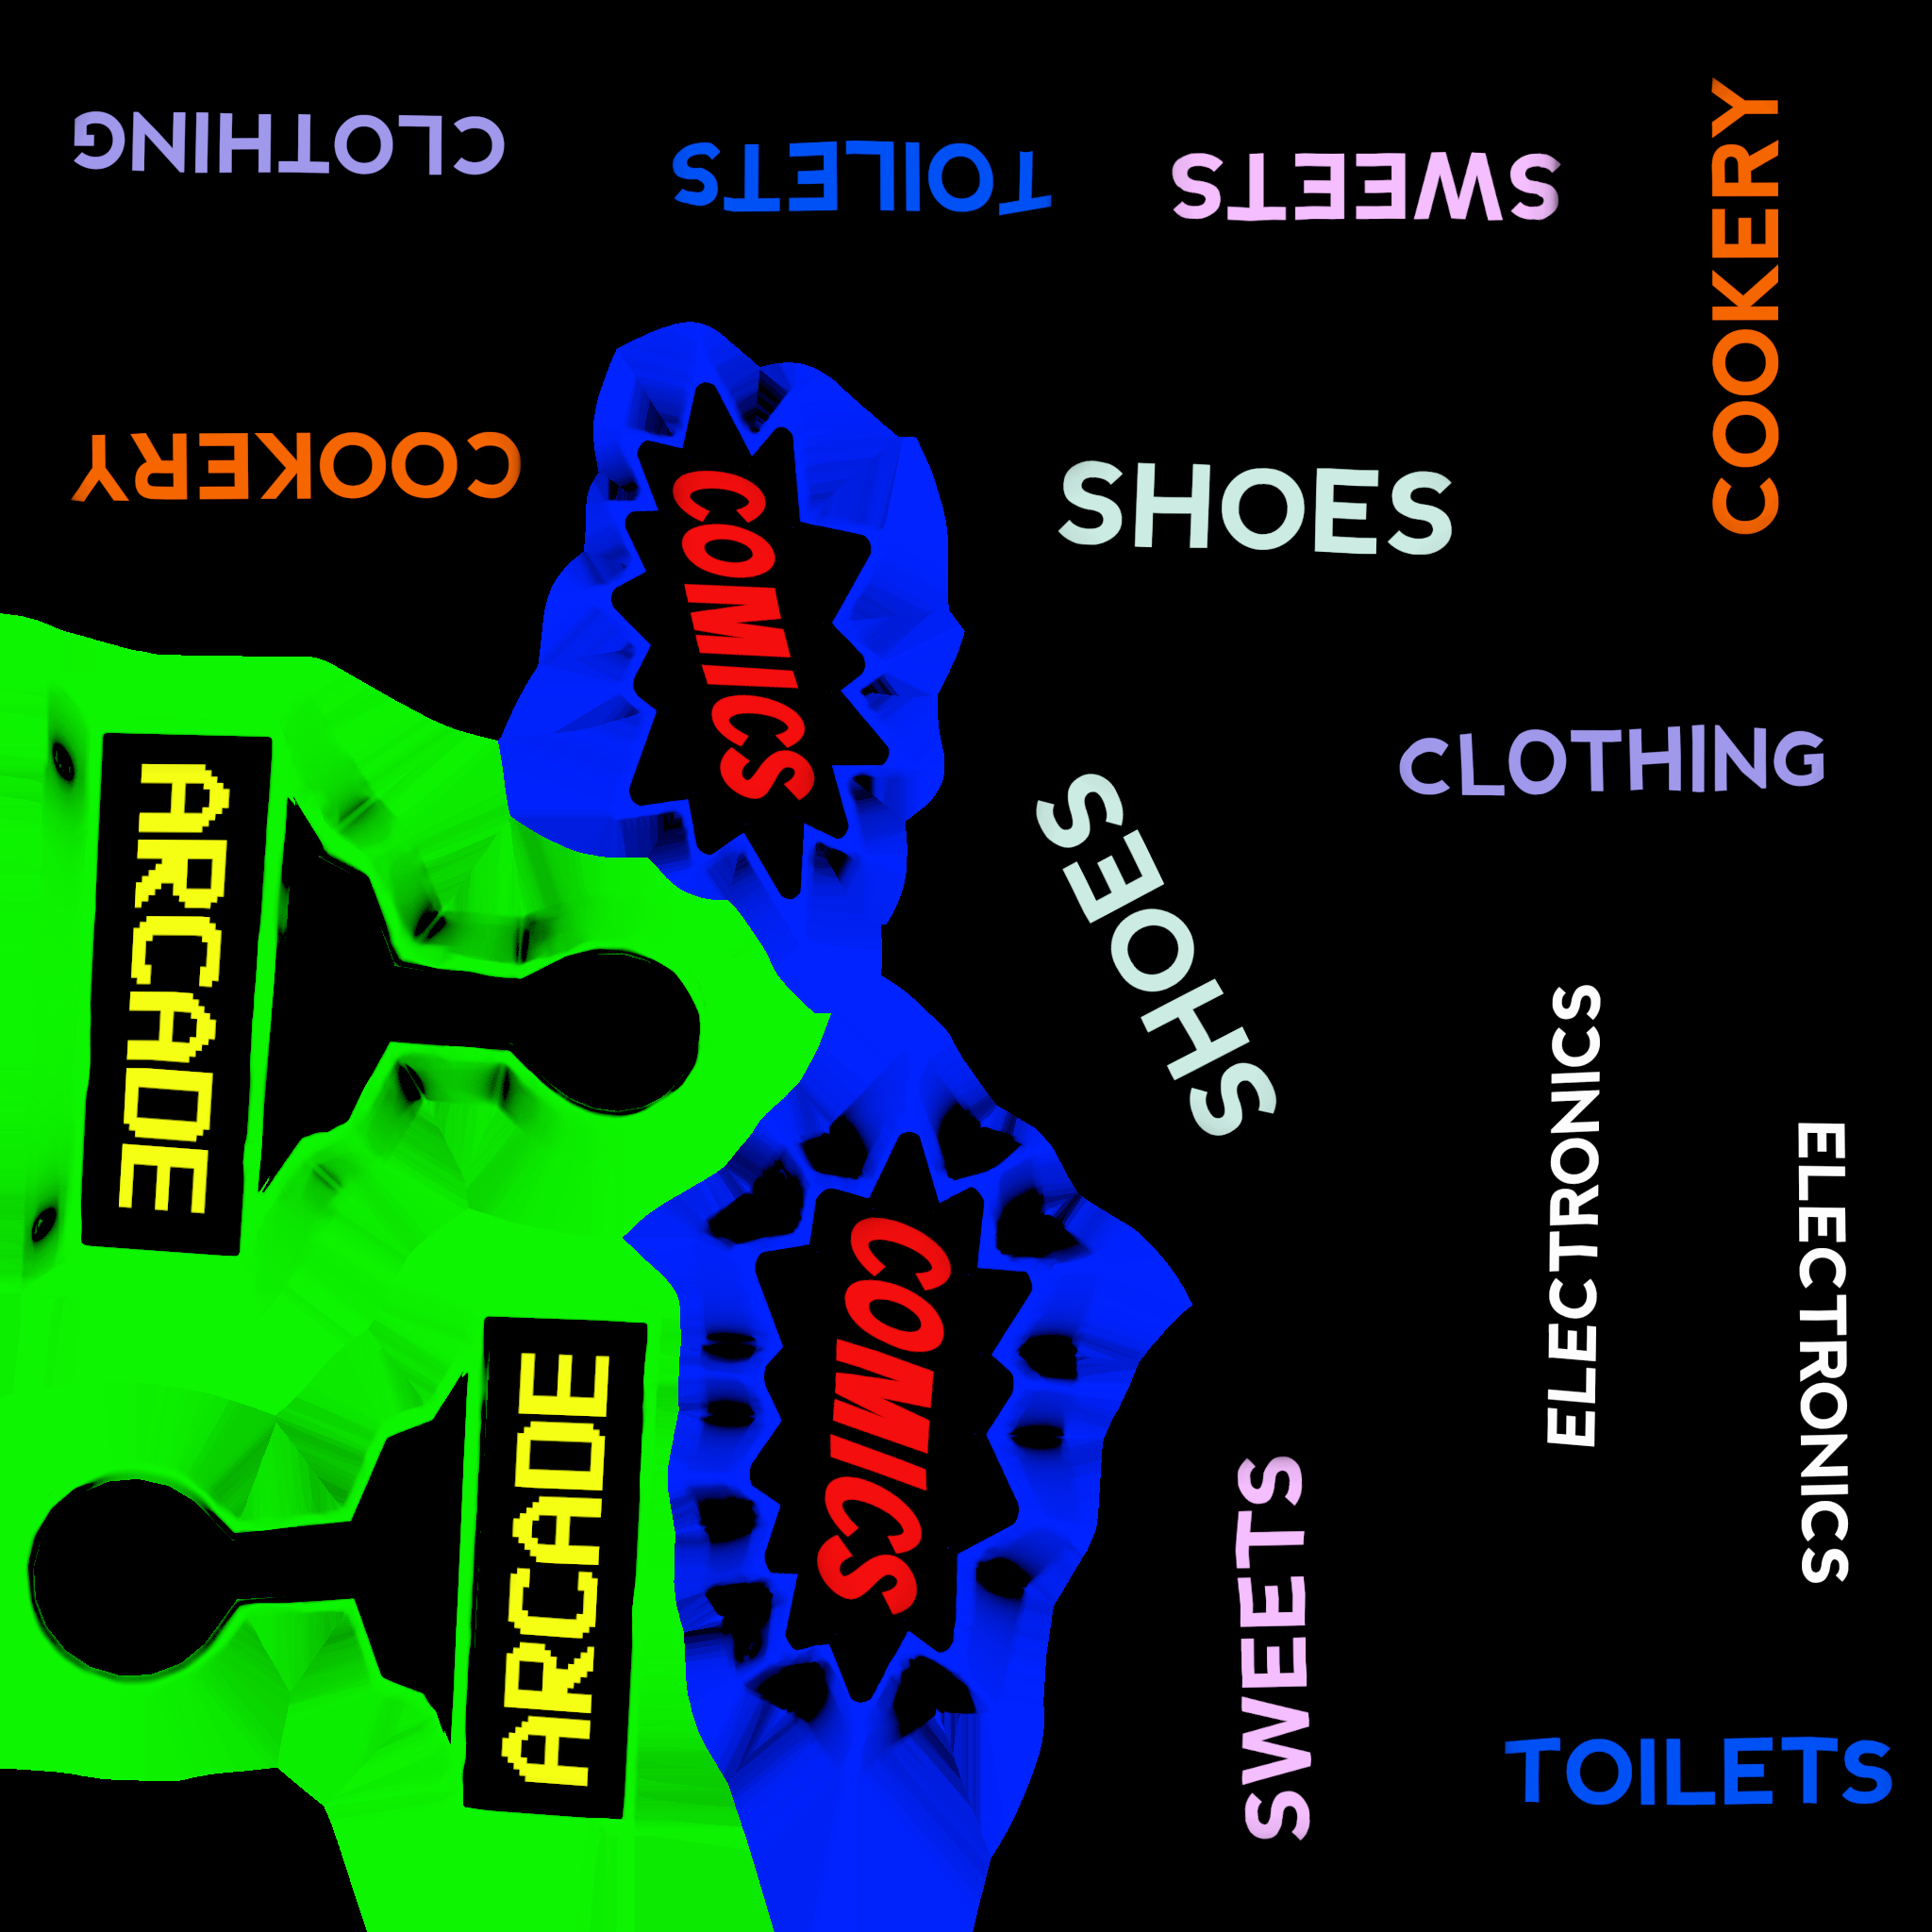 CLOTHING
TOILETS
SWEETS
COOKERY
COOKERY
COMICS
SHOES
CLOTHING
ARCADE
SHOES
ELECTRONICS
ELECTRONICS
COMICS
ARCADE
SWEETS
TOILETS